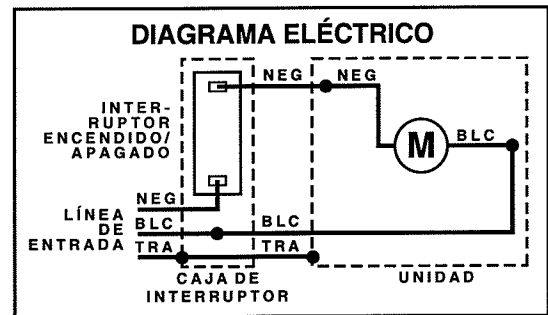 DIAGRAMA ELÉCTRICO
NEG NEG
INTER-
RUPTOR
ENCENDIDO/
APAGADO
M BLC
NEG
LÍNEA
DE
ENTRADA
BLC BLC
TRA TRA
CAJA DE
INTERRUPTOR
UNIDAD